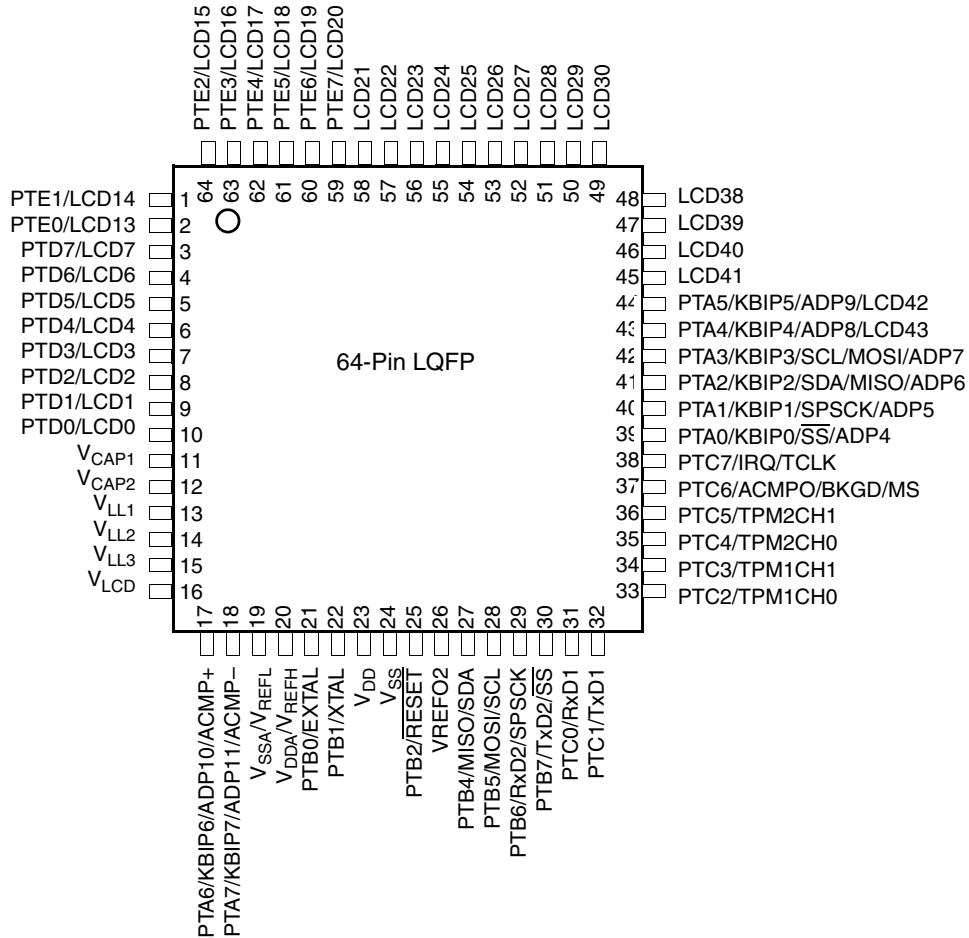 PTE2/LCD15
PTE3/LCD16
PTE4/LCD17
PTE5/LCD18
PTE6/LCD19
PTE7/LCD20
LCD21
LCD22
LCD23
LCD24
LCD25
LCD26
LCD27
LCD28
LCD29
LCD30
64
63
62
61
60
59
58
57
56
55
54
53
52
51
50
49
PTE1/LCD14 1
PTE0/LCD13 2
PTD7/LCD7 3
PTD6/LCD6 4
PTD5/LCD5 5
PTD4/LCD4 6
PTD3/LCD3 7
PTD2/LCD2 8
PTD1/LCD1 9
PTD0/LCD0 10
VCAP1 11
VCAP2 12
VLL1 13
VLL2 14
VLL3 15
VLCD 16
64-Pin LQFP
48 LCD38
47 LCD39
46 LCD40
45 LCD41
44 PTA5/KBIP5/ADP9/LCD42
43 PTA4/KBIP4/ADP8/LCD43
42 PTA3/KBIP3/SCL/MOSI/ADP7
41 PTA2/KBIP2/SDA/MISO/ADP6
40 PTA1/KBIP1/SPSCK/ADP5
39 PTA0/KBIP0/SS/ADP4
38 PTC7/IRQ/TCLK
37 PTC6/ACMPO/BKGD/MS
36 PTC5/TPM2CH1
35 PTC4/TPM2CH0
34 PTC3/TPM1CH1
33 PTC2/TPM1CH0
17
18
19
20
21
22
23
24
25
26
27
28
29
30
31
32
PTA6/KBIP6/ADP10/ACMP+
PTA7/KBIP7/ADP11/ACMP–
VSSA/VREFL
VDDA/VREFH
PTB0/EXTAL
PTB1/XTAL
VDD
VSS
PTB2/RESET
VREFO2
PTB4/MISO/SDA
PTB5/MOSI/SCL
PTB6/RxD2/SPSCK
PTB7/TxD2/SS
PTC0/RxD1
PTC1/TxD1